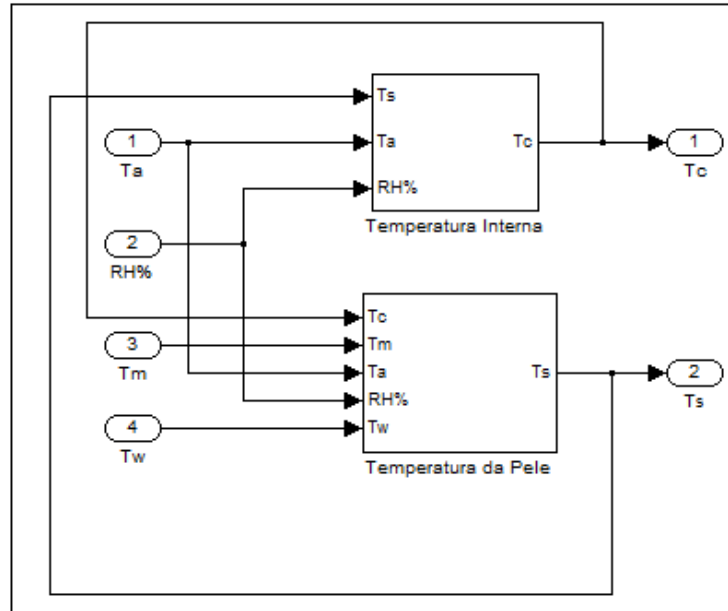 Ts
1
Ta
Tc
1
Ta
Tc
RH%
Temperatura Interna
2
RH%
Tc
3
Tm
Tm
Ta
Ts
2
Ts
RH%
4
Tw
Tw
Temperatura da Pele